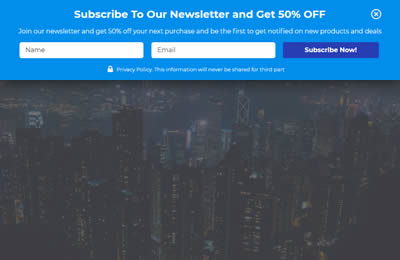 Subscribe To Our Newsletter and Get 50% OFF
Join our newsletter and get 50% off your next purchase and be the first to get notified on new products and deals
Name
Email
Subscribe Now!
Privacy Policy: This information will never be shared for third part